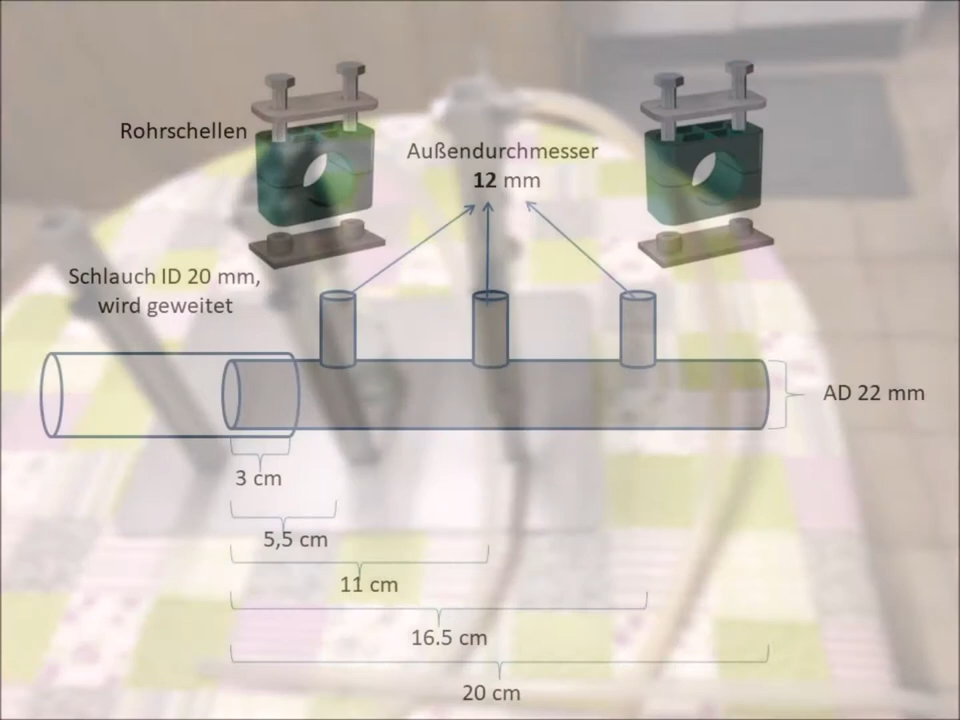 Rohrschellen
Außendurchmesser
12 mm
Schlauch ID 20 mm,
wird geweitet
AD 22 mm
3 cm
5,5 cm
11 cm
16.5 cm
20 cm